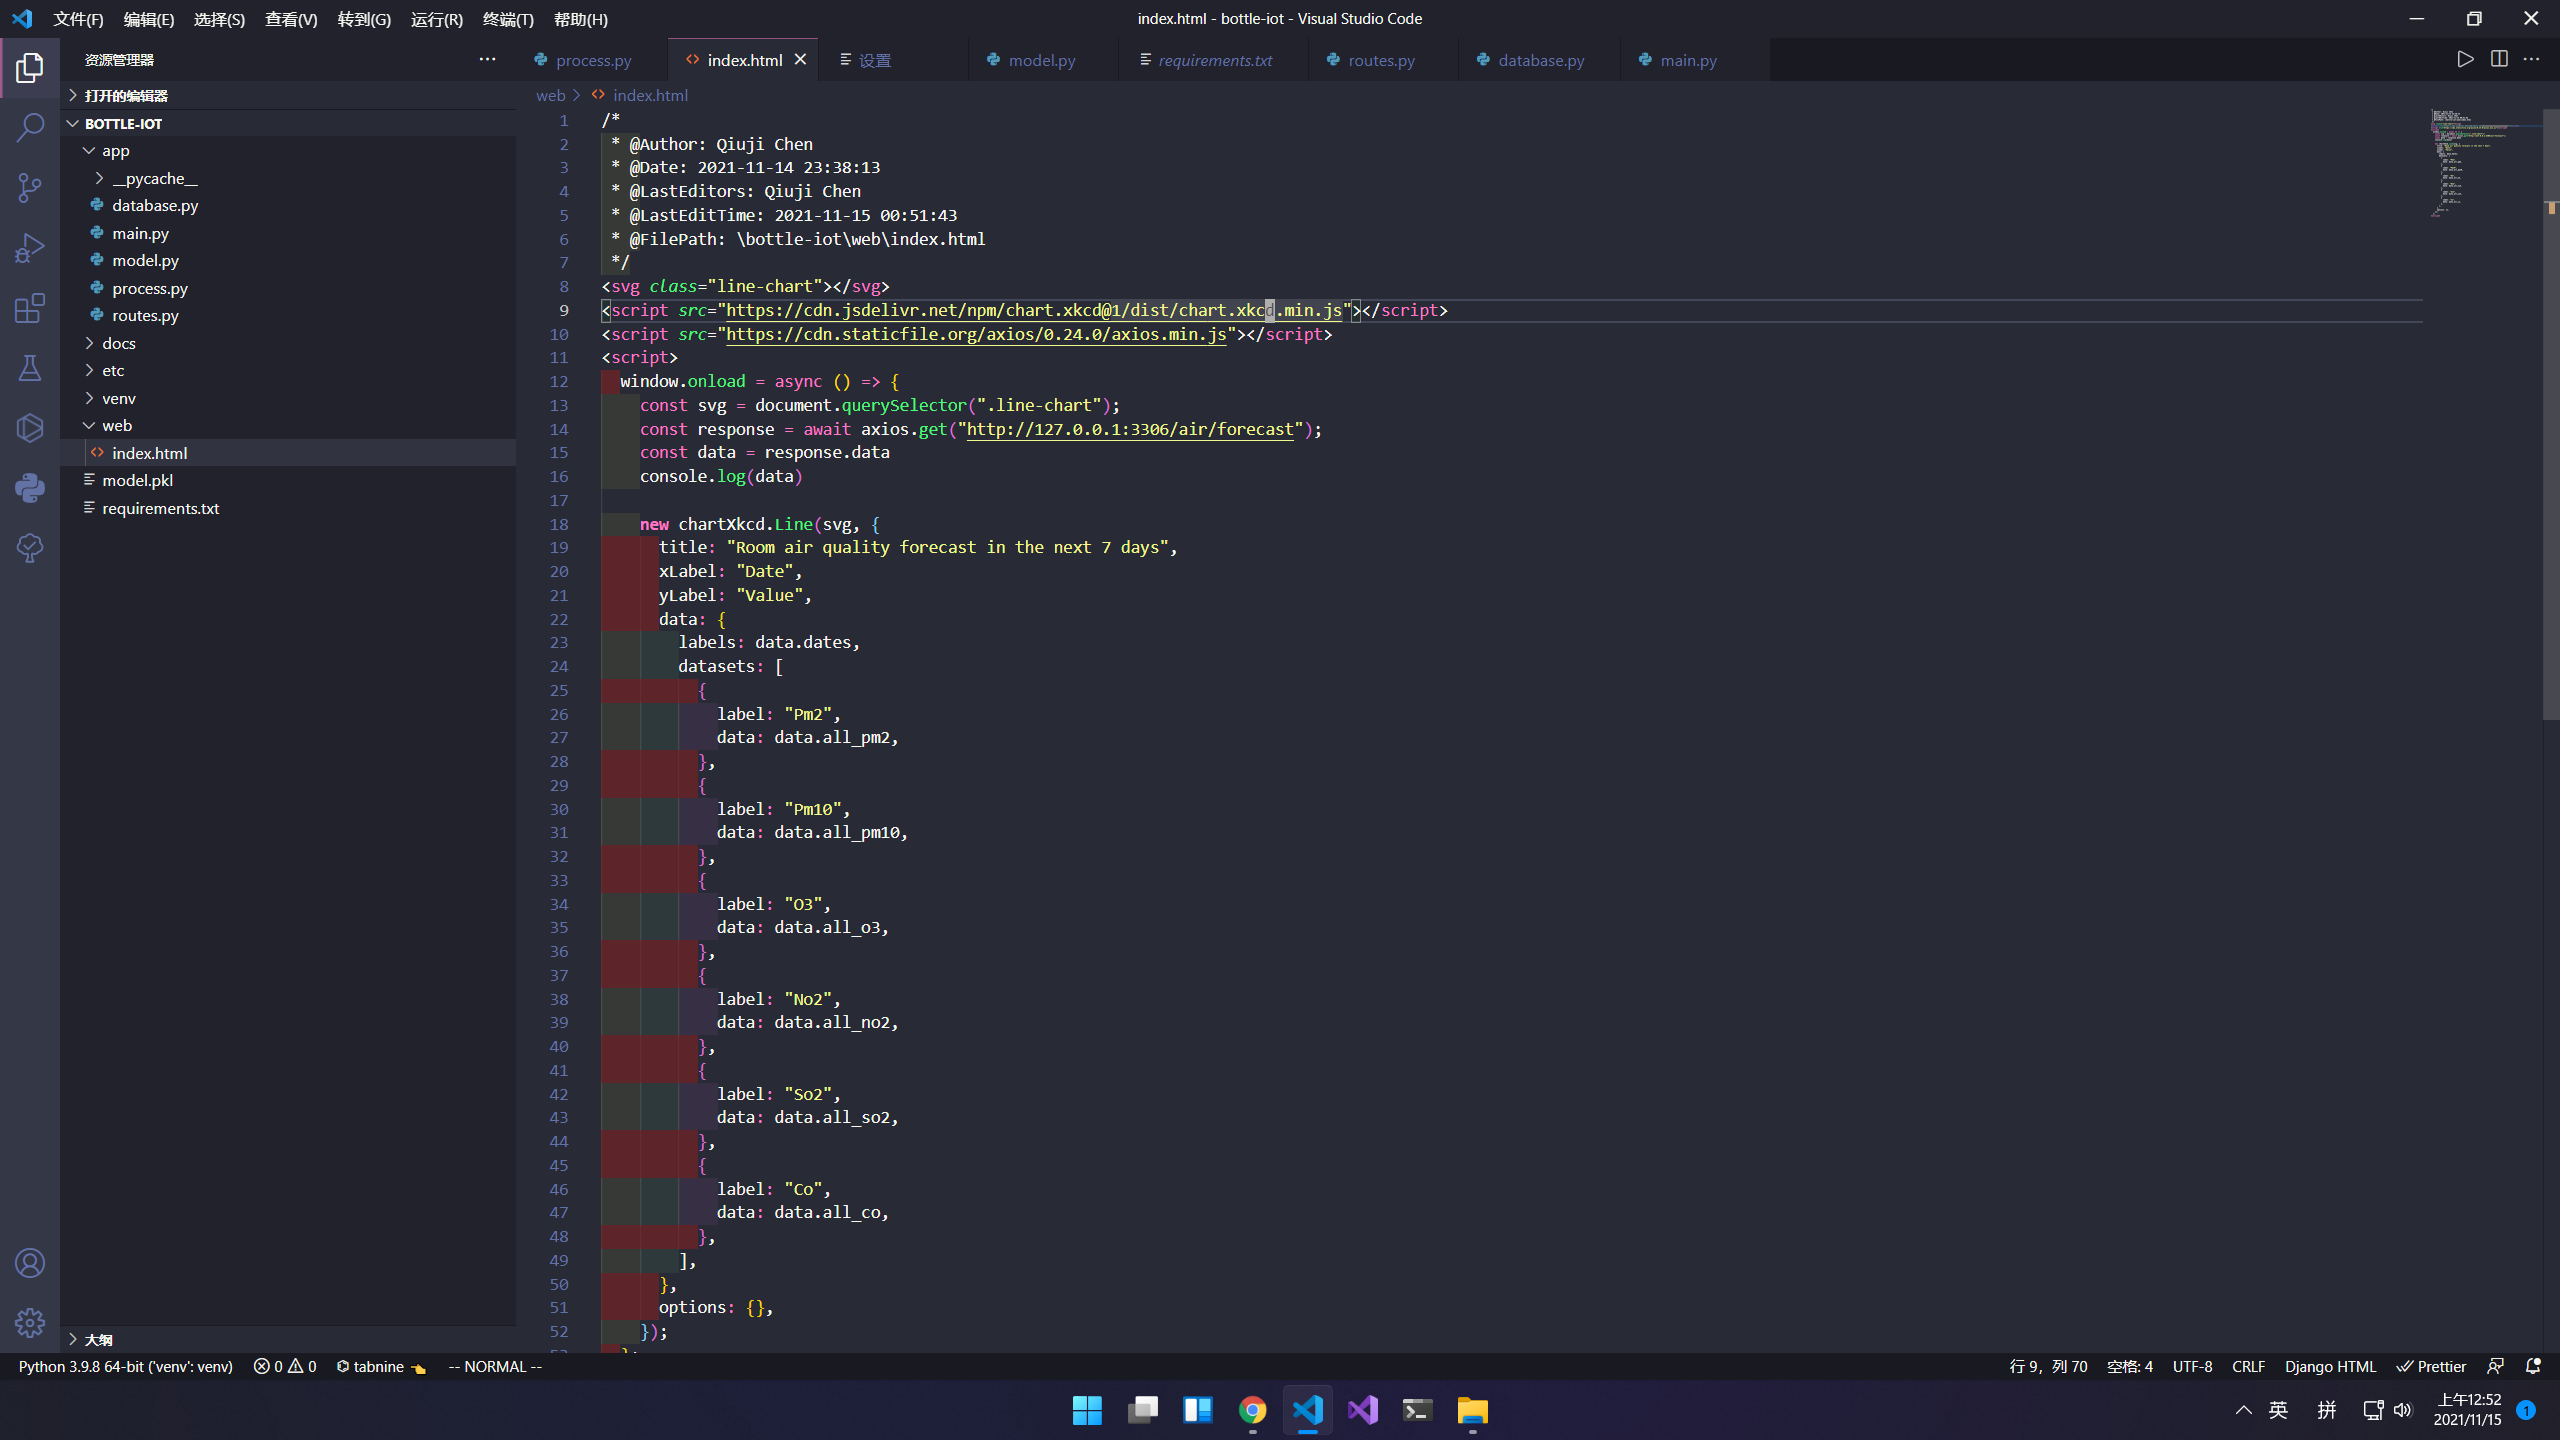 文件(F) 编辑(E) 选择(S) 查看(V) 转到(G) 运行(R) 终端(T) 帮助(H)
index.html - bottle-iot - Visual Studio Code
资源管理器
process.py index.html 设置 model.py requirements.txt routes.py database.py main.py
打开的编辑器
BOTTLE-IOT
app
__pycache__
database.py
main.py
model.py
process.py
routes.py
docs
etc
venv
web
index.html
model.pkl
requirements.txt
大纲
web > index.html
1 /*
2 * @Author: Qiuji Chen
3 * @Date: 2021-11-14 23:38:13
4 * @LastEditors: Qiuji Chen
5 * @LastEditTime: 2021-11-15 00:51:43
6 * @FilePath: \bottle-iot\web\index.html
7 */
8 <svg class="line-chart"></svg>
9 <script src="https://cdn.jsdelivr.net/npm/chart.xkcd@1/dist/chart.xkcd.min.js"></script>
10 <script src="https://cdn.staticfile.org/axios/0.24.0/axios.min.js"></script>
11 <script>
12 window.onload = async () => {
13 const svg = document.querySelector(".line-chart");
14 const response = await axios.get("http://127.0.0.1:3306/air/forecast");
15 const data = response.data
16 console.log(data)
17
18 new chartXkcd.Line(svg, {
19 title: "Room air quality forecast in the next 7 days",
20 xLabel: "Date",
21 yLabel: "Value",
22 data: {
23 labels: data.dates,
24 datasets: [
25 {
26 label: "Pm2",
27 data: data.all_pm2,
28 },
29 {
30 label: "Pm10",
31 data: data.all_pm10,
32 },
33 {
34 label: "O3",
35 data: data.all_o3,
36 },
37 {
38 label: "No2",
39 data: data.all_no2,
40 },
41 {
42 label: "So2",
43 data: data.all_so2,
44 },
45 {
46 label: "Co",
47 data: data.all_co,
48 },
49 ],
50 },
51 options: {},
52 });
Python 3.9.8 64-bit ('venv': venv) 0 0 tabnine -- NORMAL --
行 9，列 70 空格: 4 UTF-8 CRLF Django HTML Prettier
英 拼 上午12:52
2021/11/15 1